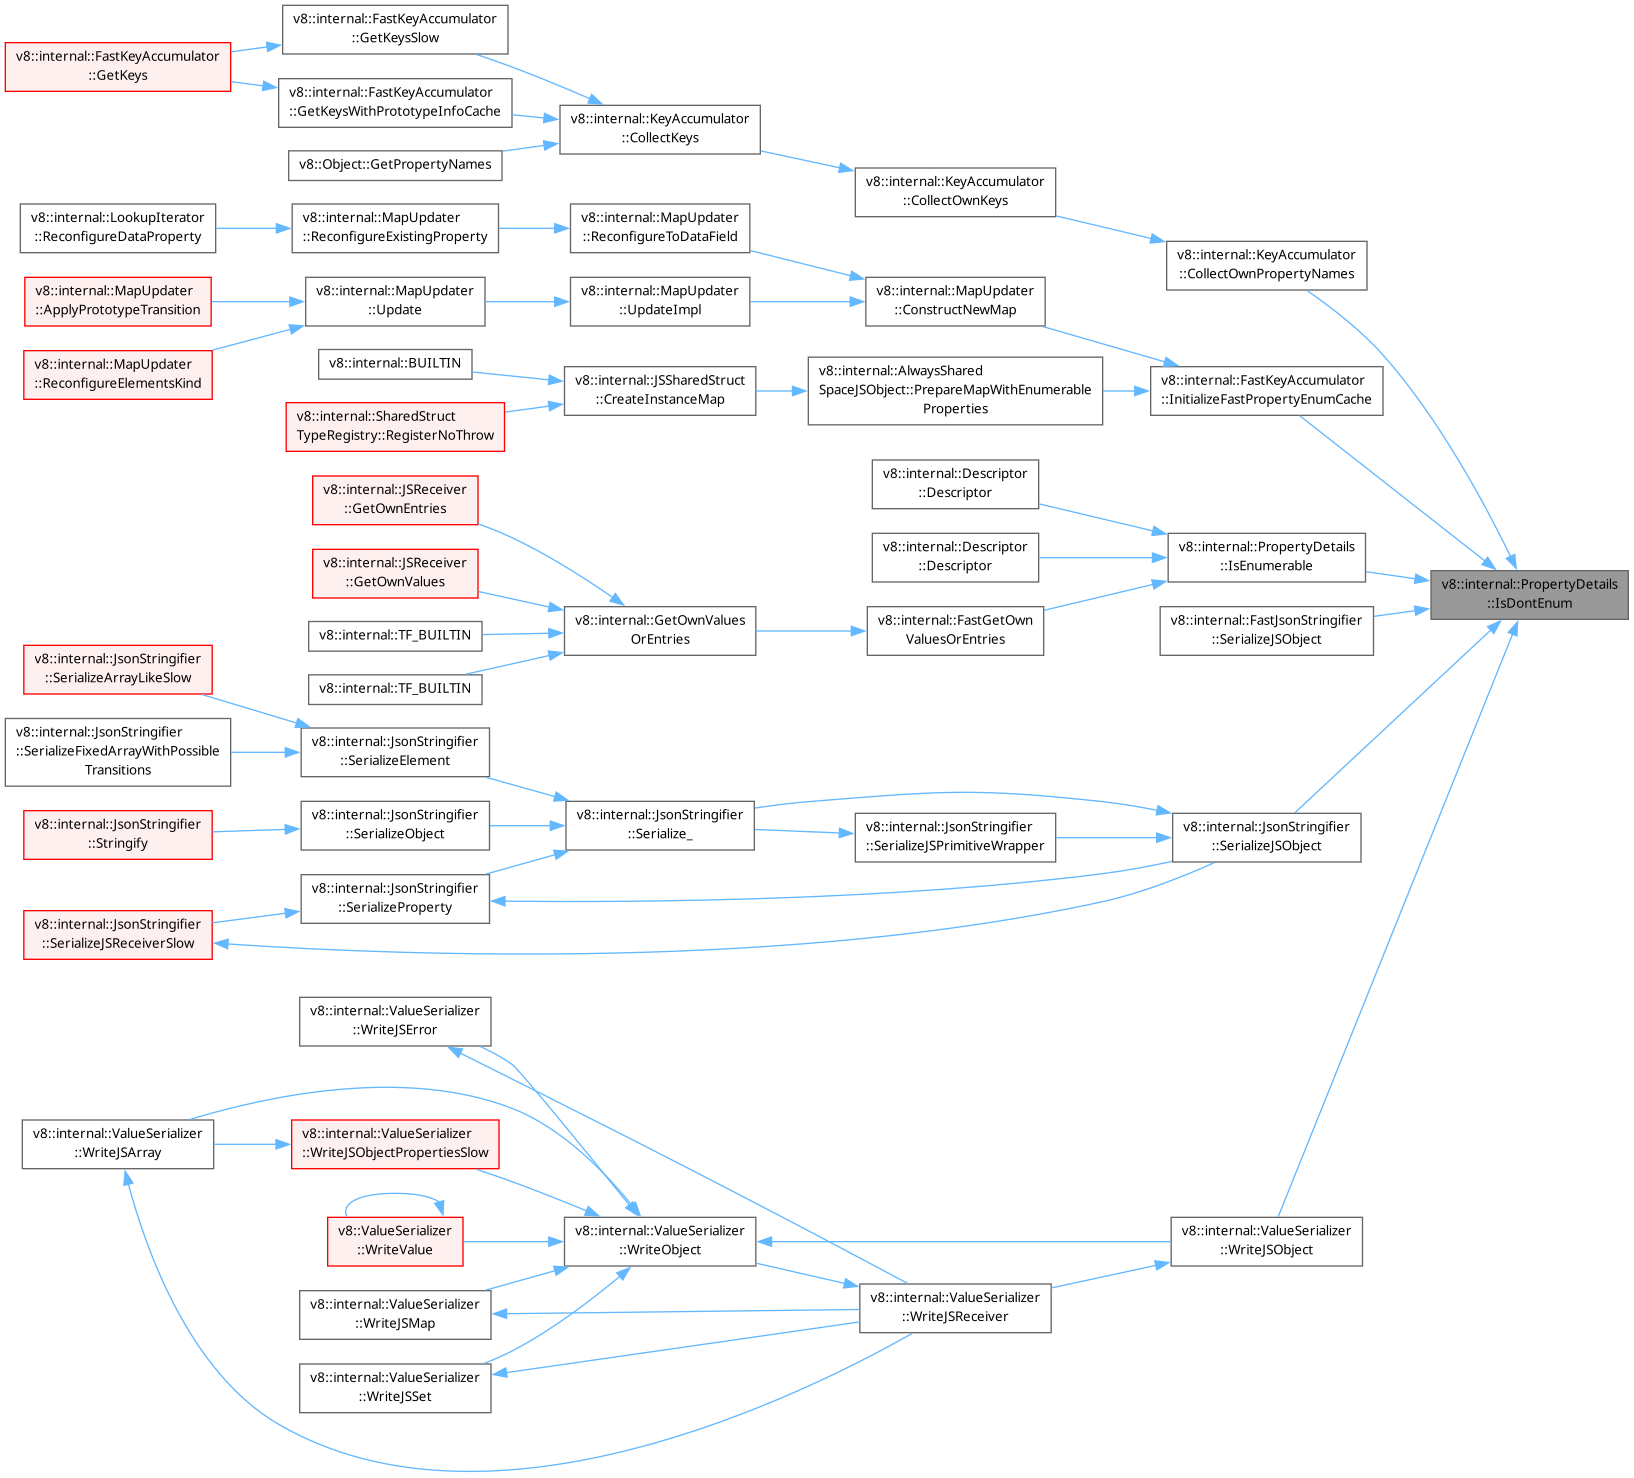 v8::internal::FastKeyAccumulator
::GetKeysSlow
v8::internal::FastKeyAccumulator
::GetKeys
v8::internal::FastKeyAccumulator
::GetKeysWithPrototypeInfoCache
v8::internal::KeyAccumulator
::CollectKeys
v8::Object::GetPropertyNames
v8::internal::KeyAccumulator
::CollectOwnKeys
v8::internal::LookupIterator
::ReconfigureDataProperty
v8::internal::MapUpdater
::ReconfigureExistingProperty
v8::internal::MapUpdater
::ReconfigureToDataField
v8::internal::KeyAccumulator
::CollectOwnPropertyNames
v8::internal::MapUpdater
::ApplyPrototypeTransition
v8::internal::MapUpdater
::Update
v8::internal::MapUpdater
::UpdateImpl
v8::internal::MapUpdater
::ConstructNewMap
v8::internal::MapUpdater
::ReconfigureElementsKind
v8::internal::BUILTIN
v8::internal::JSSharedStruct
::CreateInstanceMap
v8::internal::AlwaysShared
SpaceJSObject::PrepareMapWithEnumerable
Properties
v8::internal::FastKeyAccumulator
::InitializeFastPropertyEnumCache
v8::internal::SharedStruct
TypeRegistry::RegisterNoThrow
v8::internal::Descriptor
::Descriptor
v8::internal::JSReceiver
::GetOwnEntries
v8::internal::Descriptor
::Descriptor
v8::internal::PropertyDetails
::IsEnumerable
v8::internal::JSReceiver
::GetOwnValues
v8::internal::PropertyDetails
::IsDontEnum
v8::internal::TF_BUILTIN
v8::internal::GetOwnValues
OrEntries
v8::internal::FastGetOwn
ValuesOrEntries
v8::internal::FastJsonStringifier
::SerializeJSObject
v8::internal::JsonStringifier
::SerializeArrayLikeSlow
v8::internal::TF_BUILTIN
v8::internal::JsonStringifier
::SerializeFixedArrayWithPossible
Transitions
v8::internal::JsonStringifier
::SerializeElement
v8::internal::JsonStringifier
::Stringify
v8::internal::JsonStringifier
::SerializeObject
v8::internal::JsonStringifier
::Serialize_
v8::internal::JsonStringifier
::SerializeJSPrimitiveWrapper
v8::internal::JsonStringifier
::SerializeJSObject
v8::internal::JsonStringifier
::SerializeProperty
v8::internal::JsonStringifier
::SerializeJSReceiverSlow
v8::internal::ValueSerializer
::WriteJSError
v8::internal::ValueSerializer
::WriteJSArray
v8::internal::ValueSerializer
::WriteJSObjectPropertiesSlow
v8::ValueSerializer
::WriteValue
v8::internal::ValueSerializer
::WriteObject
v8::internal::ValueSerializer
::WriteJSObject
v8::internal::ValueSerializer
::WriteJSMap
v8::internal::ValueSerializer
::WriteJSReceiver
v8::internal::ValueSerializer
::WriteJSSet